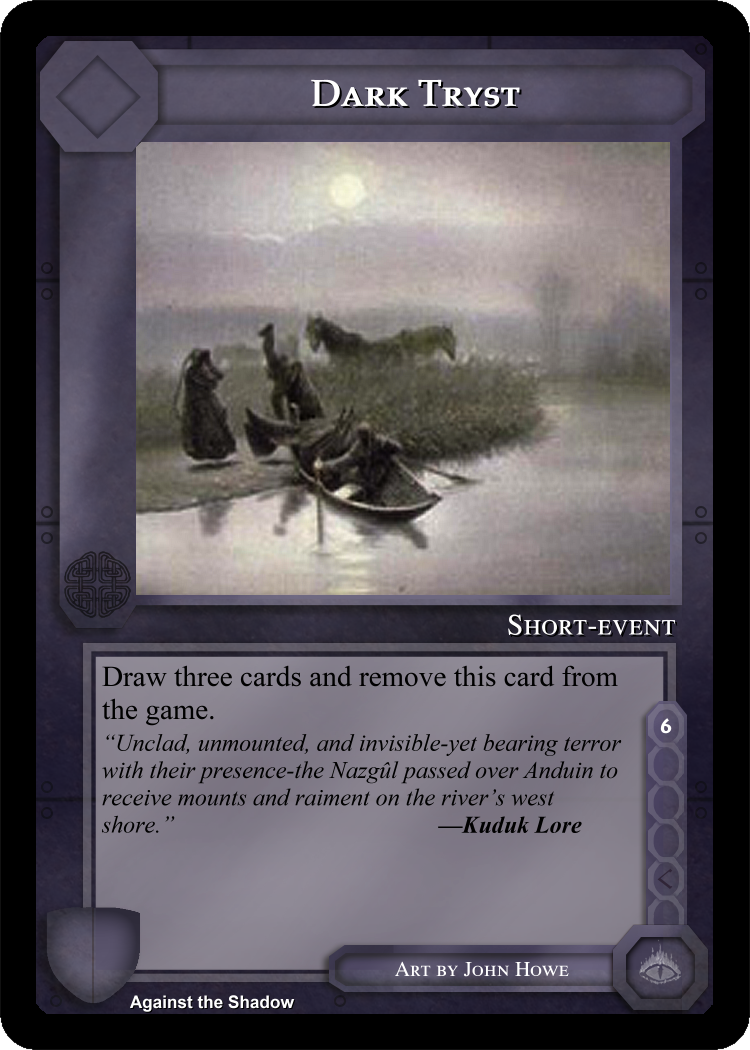 Dark Tryst
Short-event
Draw three cards and remove this card from
the game.
“Unclad, unmounted, and invisible-yet bearing terror
with their presence-the Nazgûl passed over Anduin to
receive mounts and raiment on the river’s west
shore.” —Kuduk Lore
6
Art by John Howe
Against the Shadow